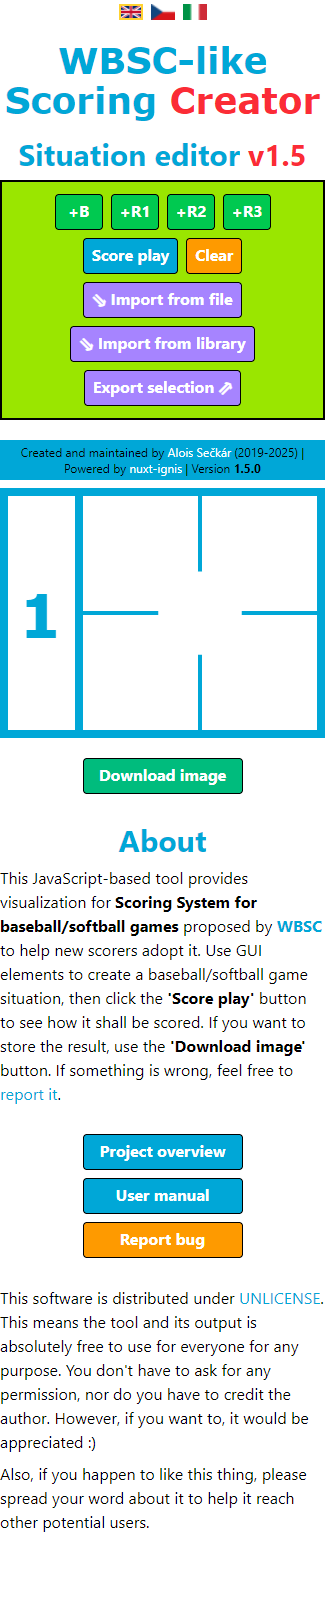 WBSC-like
Scoring Creator
Situation editor v1.5
+B +R1 +R2 +R3
Score play Clear
⇘ Import from file
⇘ Import from library
Export selection ⇗
Created and maintained by Alois Sečkár (2019-2025) |
Powered by nuxt-ignis | Version 1.5.0
1
Download image
About
This JavaScript-based tool provides
visualization for Scoring System for
baseball/softball games proposed by WBSC
to help new scorers adopt it. Use GUI
elements to create a baseball/softball game
situation, then click the 'Score play' button
to see how it shall be scored. If you want to
store the result, use the 'Download image'
button. If something is wrong, feel free to
report it.
Project overview
User manual
Report bug
This software is distributed under UNLICENSE.
This means the tool and its output is
absolutely free to use for everyone for any
purpose. You don't have to ask for any
permission, nor do you have to credit the
author. However, if you want to, it would be
appreciated :)
Also, if you happen to like this thing, please
spread your word about it to help it reach
other potential users.